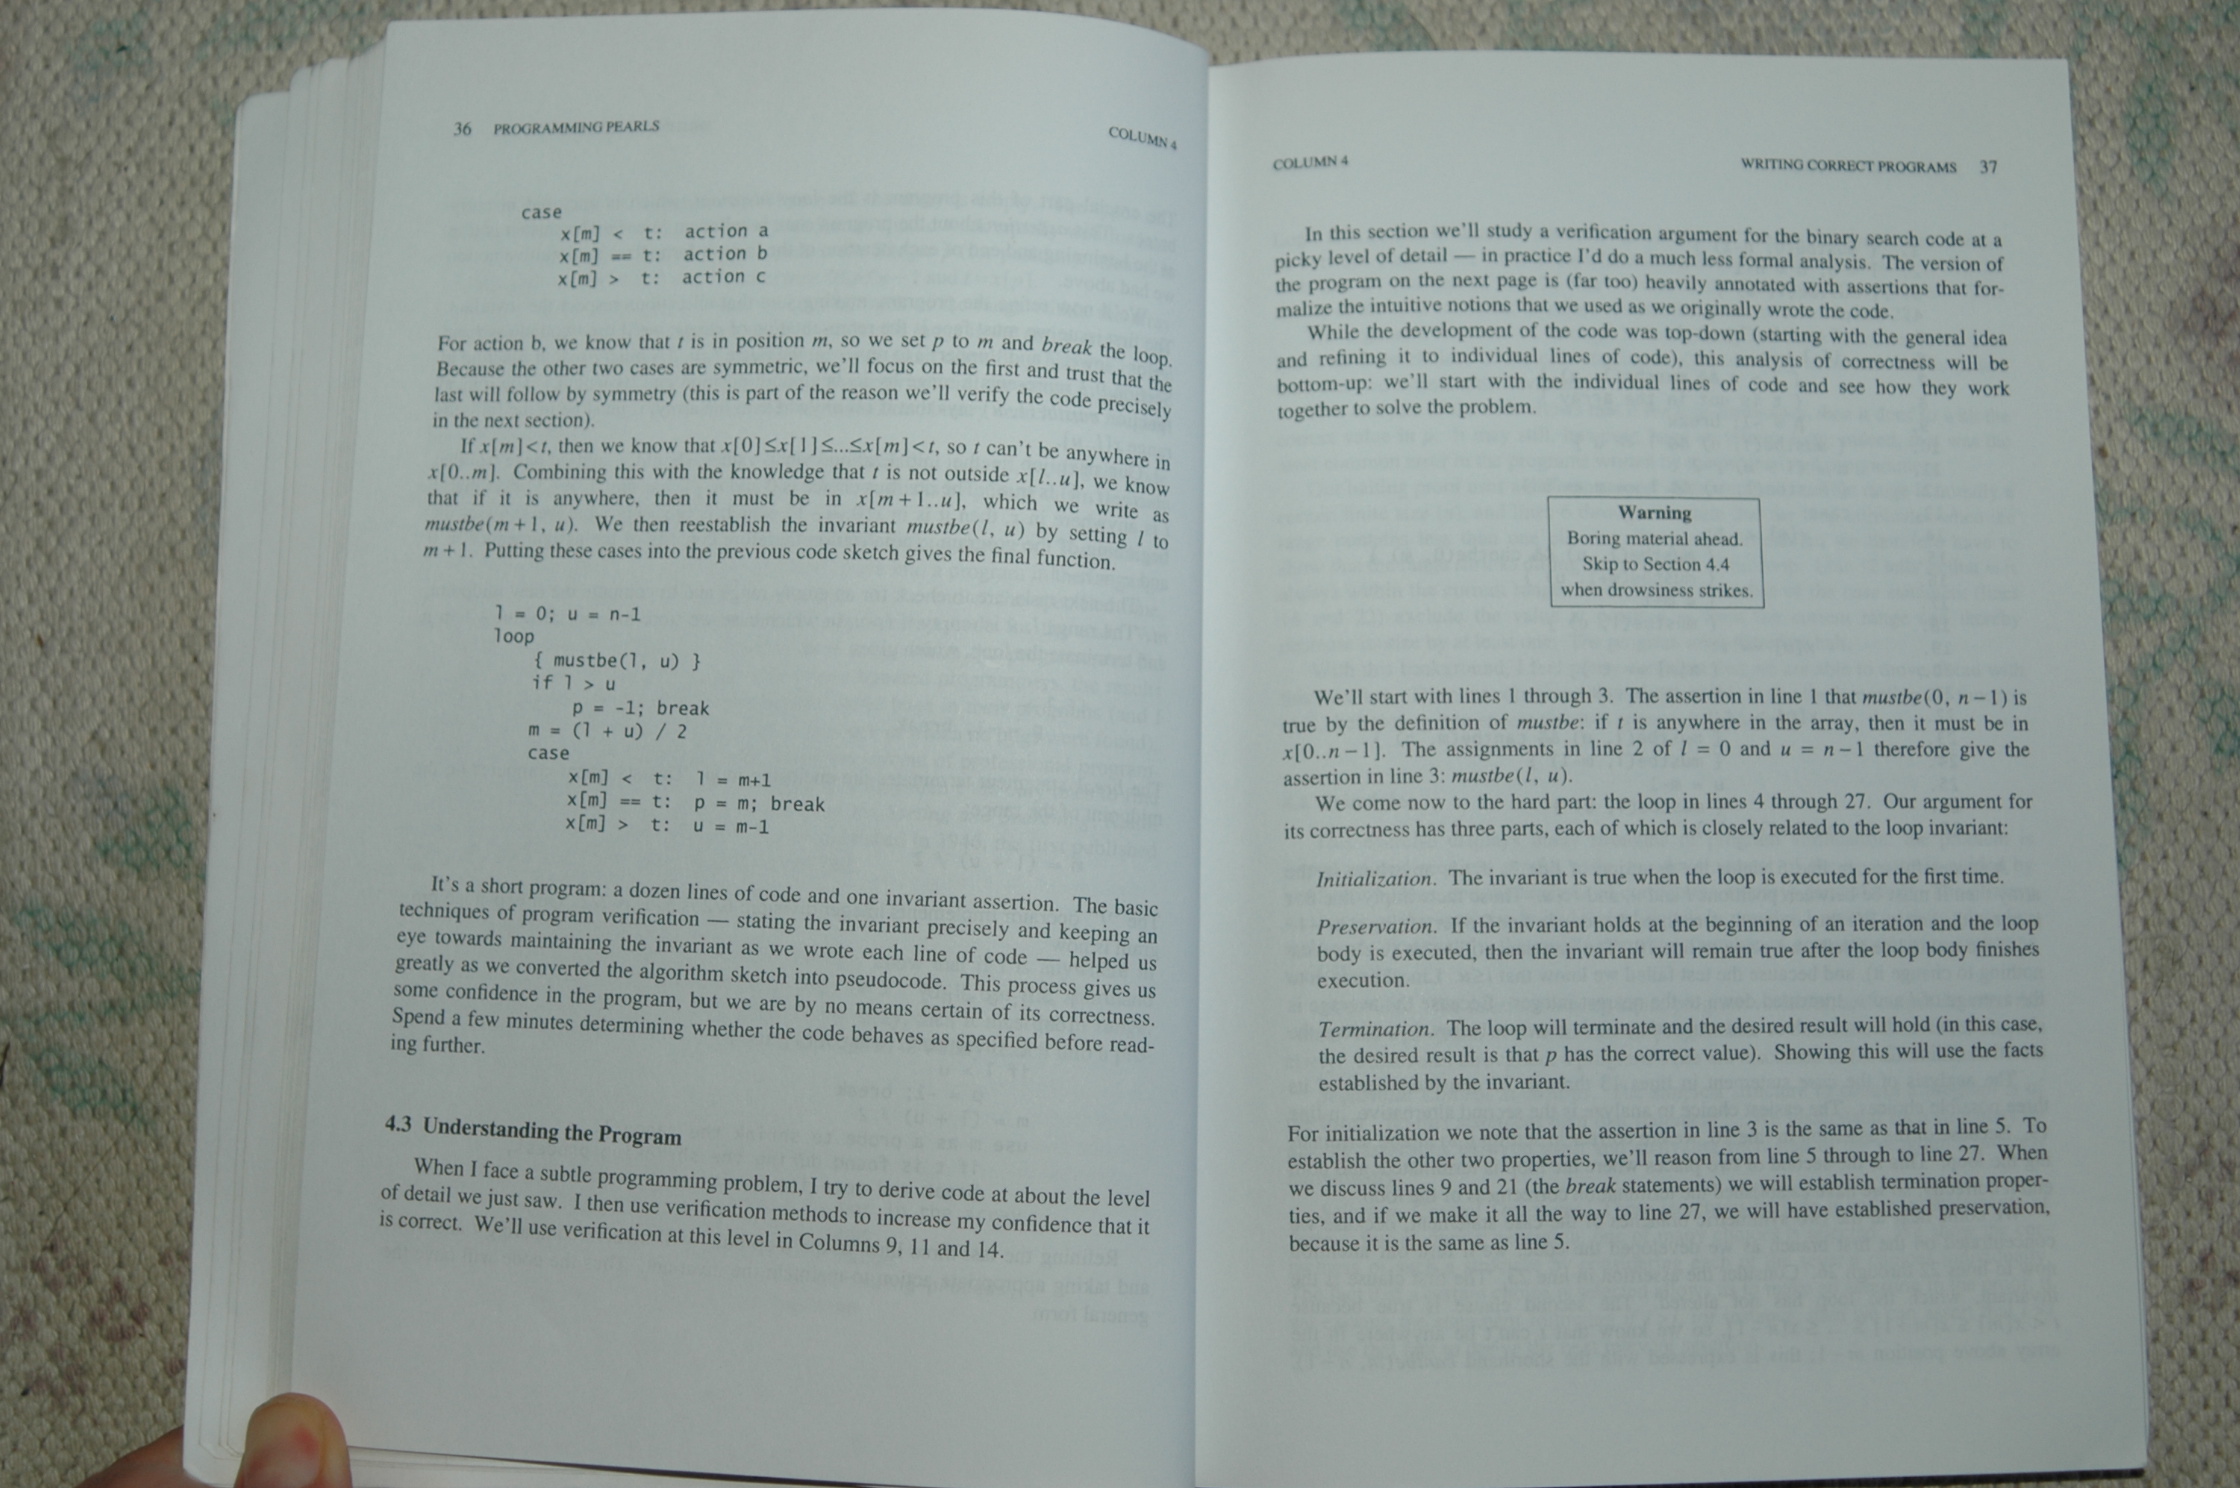 36 PROGRAMMING PEARLS COLUMN 4
case
x[m] < t: action a
x[m] == t: action b
x[m] > t: action c
For action b, we know that t is in position m, so we set p to m and break the loop.
Because the other two cases are symmetric, we'll focus on the first and trust that the
last will follow by symmetry (this is part of the reason we'll verify the code precisely
in the next section).
If x[m]<t, then we know that x[0]≤x[1]≤...≤x[m]<t, so t can't be anywhere in
x[0..m]. Combining this with the knowledge that t is not outside x[l..u], we know
that if it is anywhere, then it must be in x[m+1..u], which we write as
mustbe(m+1, u). We then reestablish the invariant mustbe(l, u) by setting l to
m+1. Putting these cases into the previous code sketch gives the final function.
l = 0; u = n-1
loop
{ mustbe(l, u) }
if l > u
p = -1; break
m = (l + u) / 2
case
x[m] < t: l = m+1
x[m] == t: p = m; break
x[m] > t: u = m-1
It's a short program: a dozen lines of code and one invariant assertion. The basic
techniques of program verification — stating the invariant precisely and keeping an
eye towards maintaining the invariant as we wrote each line of code — helped us
greatly as we converted the algorithm sketch into pseudocode. This process gives us
some confidence in the program, but we are by no means certain of its correctness.
Spend a few minutes determining whether the code behaves as specified before read-
ing further.
4.3 Understanding the Program
When I face a subtle programming problem, I try to derive code at about the level
of detail we just saw. I then use verification methods to increase my confidence that it
is correct. We'll use verification at this level in Columns 9, 11 and 14.
COLUMN 4 WRITING CORRECT PROGRAMS 37
In this section we'll study a verification argument for the binary search code at a
picky level of detail — in practice I'd do a much less formal analysis. The version of
the program on the next page is (far too) heavily annotated with assertions that for-
malize the intuitive notions that we used as we originally wrote the code.
While the development of the code was top-down (starting with the general idea
and refining it to individual lines of code), this analysis of correctness will be
bottom-up: we'll start with the individual lines of code and see how they work
together to solve the problem.
Warning
Boring material ahead.
Skip to Section 4.4
when drowsiness strikes.
We'll start with lines 1 through 3. The assertion in line 1 that mustbe(0, n-1) is
true by the definition of mustbe: if t is anywhere in the array, then it must be in
x[0..n-1]. The assignments in line 2 of l = 0 and u = n-1 therefore give the
assertion in line 3: mustbe(l, u).
We come now to the hard part: the loop in lines 4 through 27. Our argument for
its correctness has three parts, each of which is closely related to the loop invariant:
Initialization. The invariant is true when the loop is executed for the first time.
Preservation. If the invariant holds at the beginning of an iteration and the loop
body is executed, then the invariant will remain true after the loop body finishes
execution.
Termination. The loop will terminate and the desired result will hold (in this case,
the desired result is that p has the correct value). Showing this will use the facts
established by the invariant.
For initialization we note that the assertion in line 3 is the same as that in line 5. To
establish the other two properties, we'll reason from line 5 through to line 27. When
we discuss lines 9 and 21 (the break statements) we will establish termination proper-
ties, and if we make it all the way to line 27, we will have established preservation,
because it is the same as line 5.